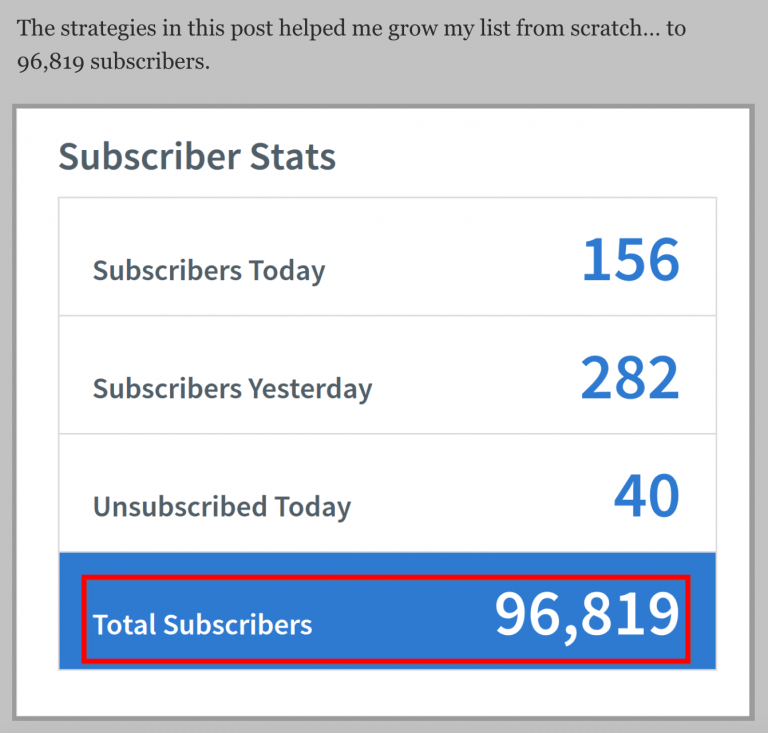 The strategies in this post helped me grow my list from scratch... to
96,819 subscribers.
Subscriber Stats
Subscribers Today 156
Subscribers Yesterday 282
Unsubscribed Today 40
Total Subscribers 96,819